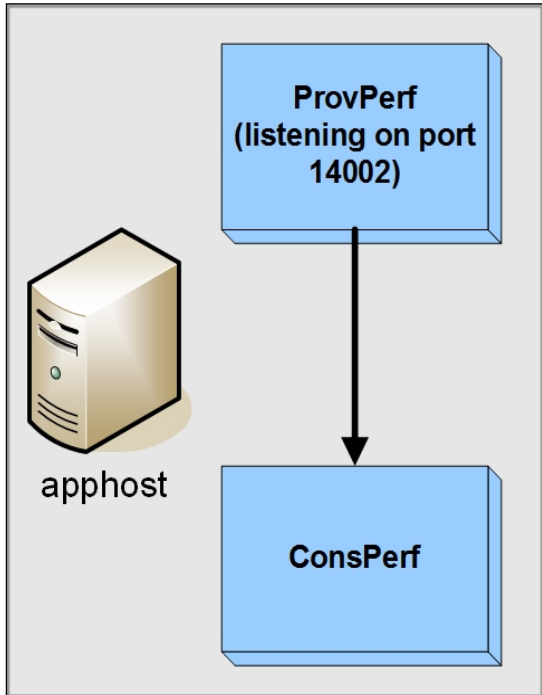 ProvPerf
(listening on port
14002)
apphost
ConsPerf